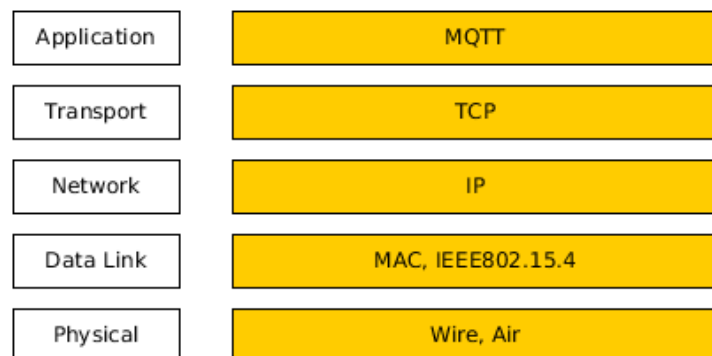 Application MQTT
Transport TCP
Network IP
Data Link MAC, IEEE802.15.4
Physical Wire, Air